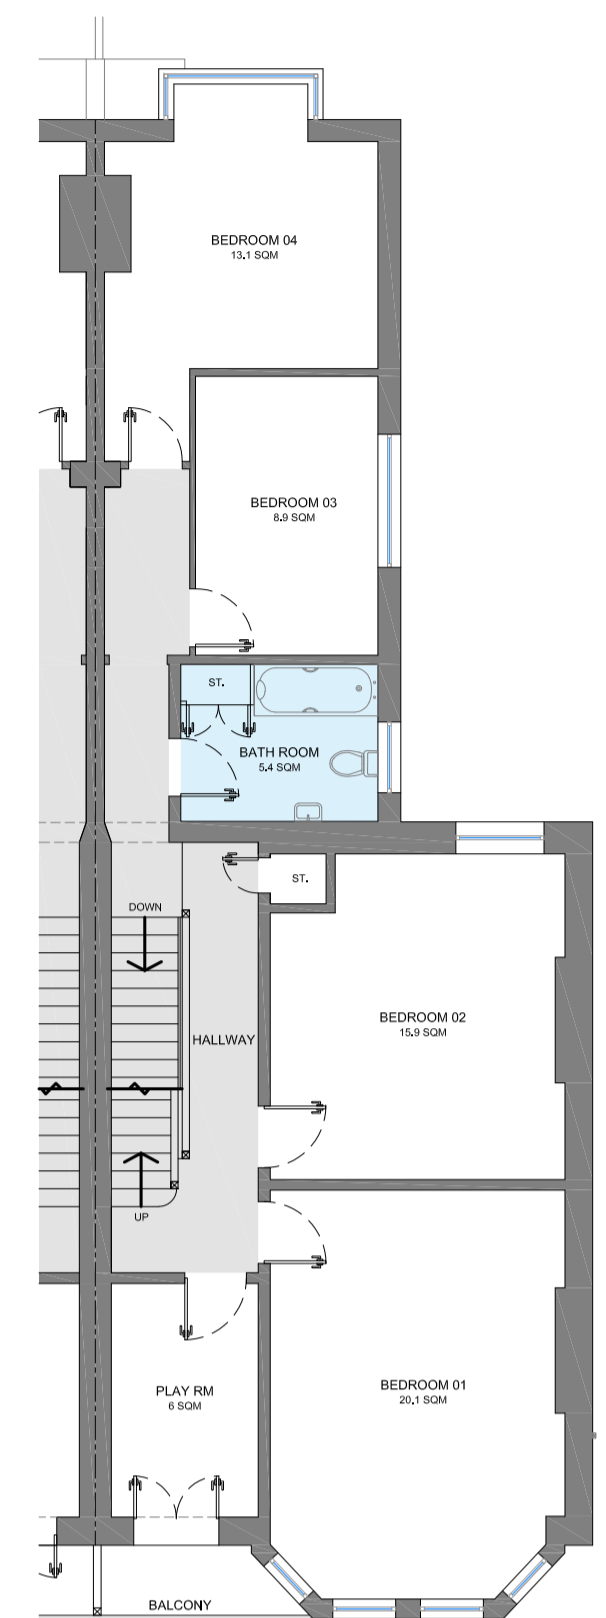 BEDROOM 04
13.1 SQM
BEDROOM 03
8.9 SQM
ST.
BATH ROOM
5.4 SQM
ST.
DOWN
BEDROOM 02
15.9 SQM
HALLWAY
UP
BEDROOM 01
20.1 SQM
PLAY RM
6 SQM
BALCONY